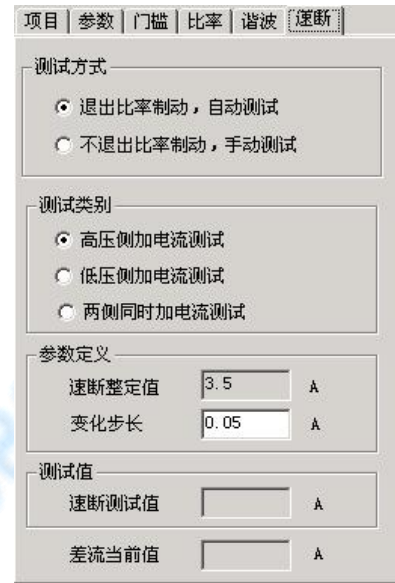 项目 参数 门槛 比率 谐波 速断
测试方式
退出比率制动，自动测试
不退出比率制动，手动测试
测试类别
高压侧加电流测试
低压侧加电流测试
两侧同时加电流测试
参数定义
速断整定值 3.5 A
变化步长 0.05 A
测试值
速断测试值 A
差流当前值 A